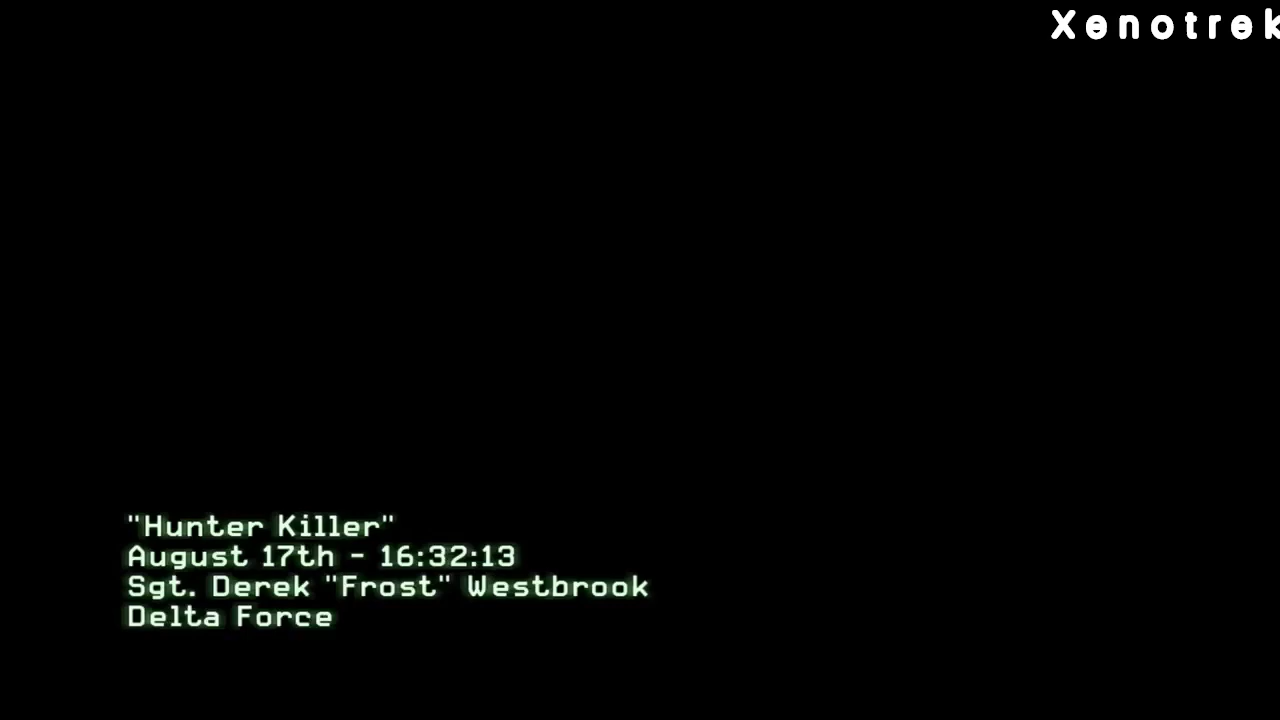 Xenotrek
"Hunter Killer"
August 17th - 16:32:13
Sgt. Derek "Frost" Westbrook
Delta Force